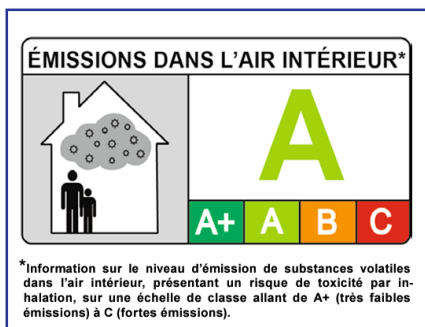 ÉMISSIONS DANS L'AIR INTÉRIEUR*
A
A+ A B C
*Information sur le niveau d'émission de substances volatiles
dans l'air intérieur, présentant un risque de toxicité par in-
halation, sur une échelle de classe allant de A+ (très faibles
émissions) à C (fortes émissions).